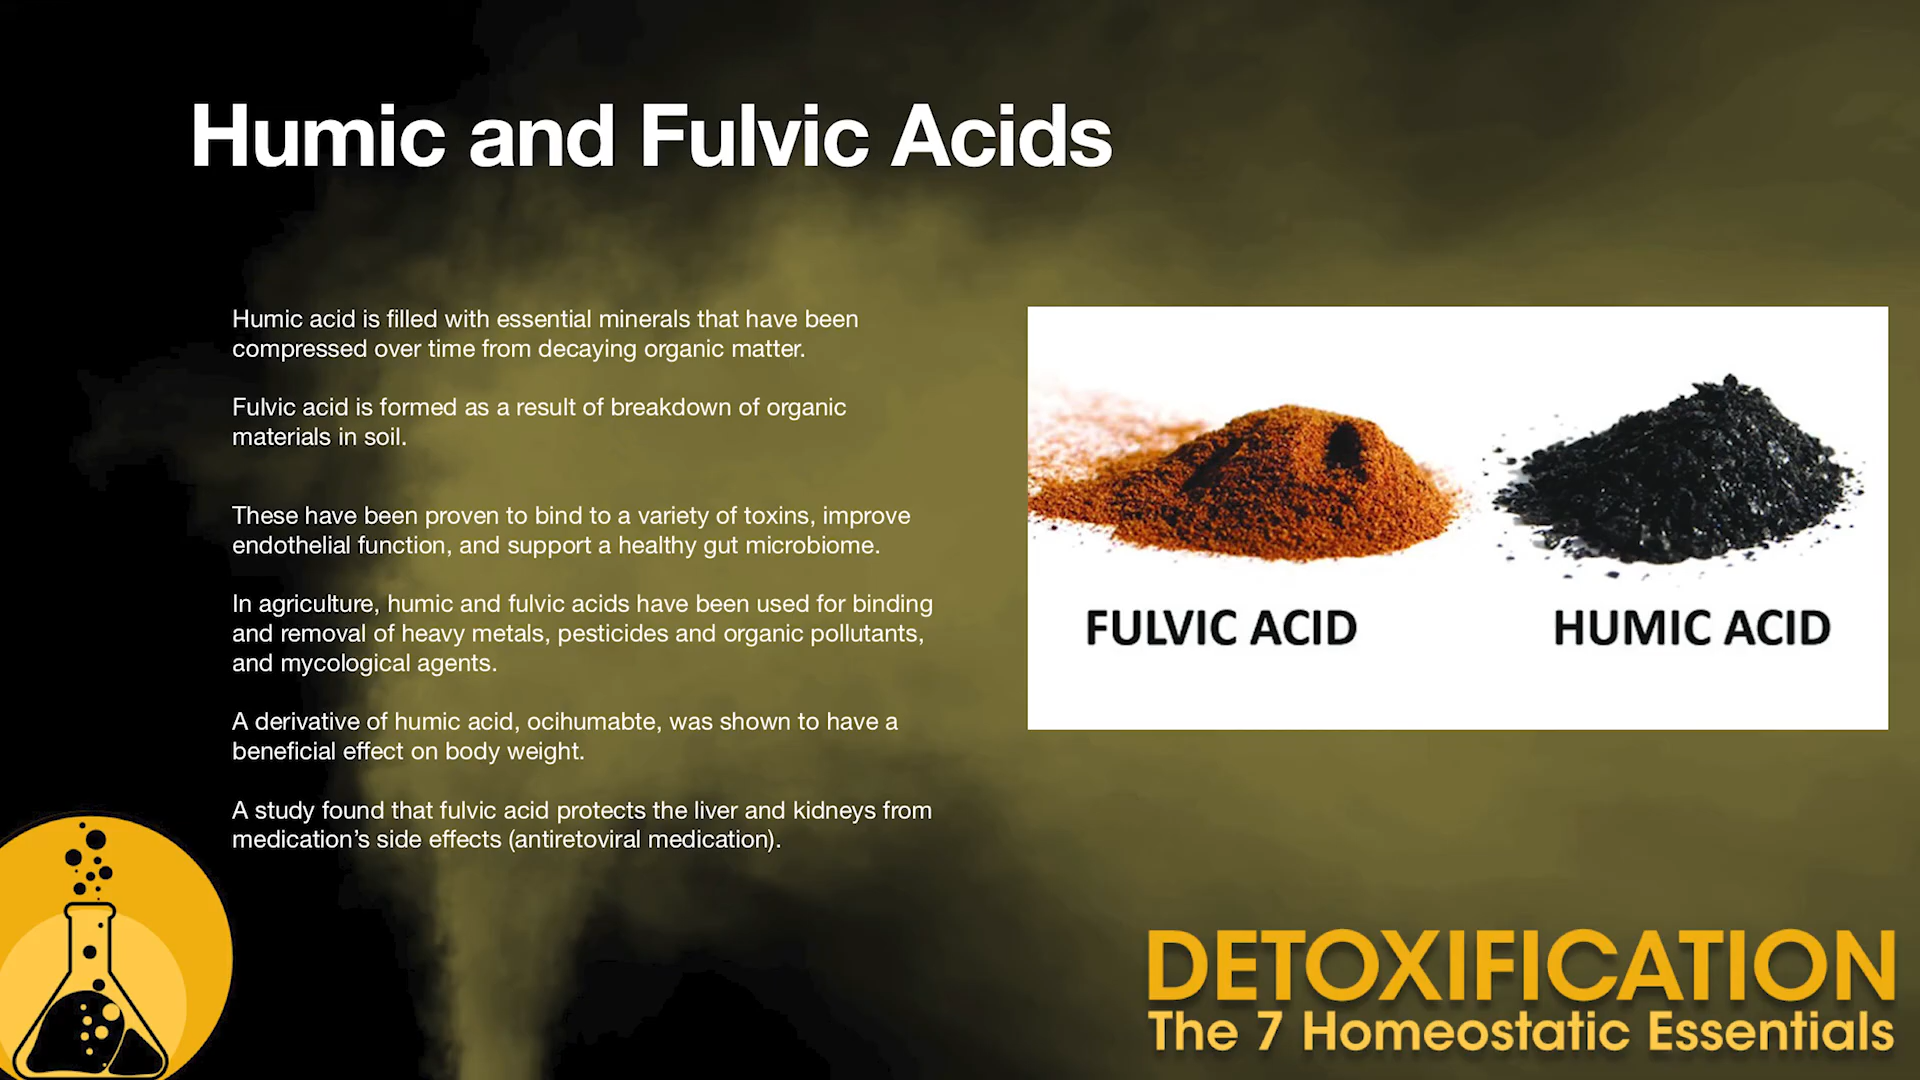 Humic and Fulvic Acids
Humic acid is filled with essential minerals that have been
compressed over time from decaying organic matter.
Fulvic acid is formed as a result of breakdown of organic
materials in soil.
These have been proven to bind to a variety of toxins, improve
endothelial function, and support a healthy gut microbiome.
In agriculture, humic and fulvic acids have been used for binding
and removal of heavy metals, pesticides and organic pollutants,
and mycological agents.
A derivative of humic acid, ocihumabte, was shown to have a
beneficial effect on body weight.
A study found that fulvic acid protects the liver and kidneys from
medication’s side effects (antiretoviral medication).
FULVIC ACID
HUMIC ACID
DETOXIFICATION
The 7 Homeostatic Essentials